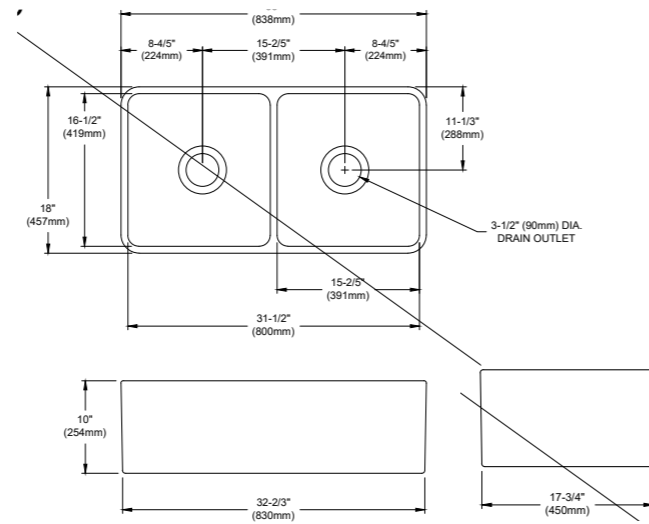 (838mm)
8-4/5"
(224mm)
15-2/5"
(391mm)
8-4/5"
(224mm)
16-1/2"
(419mm)
11-1/3"
(288mm)
18"
(457mm)
3-1/2" (90mm) DIA.
DRAIN OUTLET
15-2/5"
(391mm)
31-1/2"
(800mm)
10"
(254mm)
32-2/3"
(830mm)
17-3/4"
(450mm)